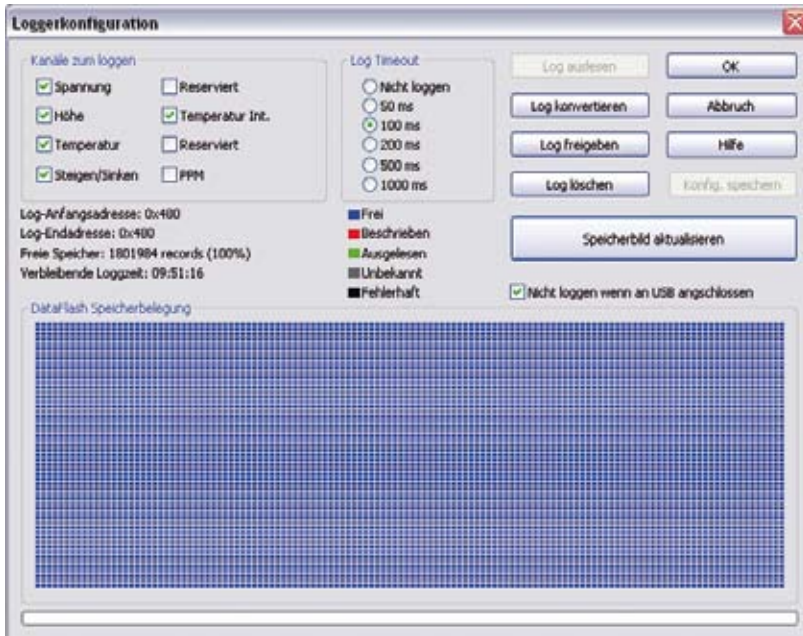 Loggerkonfiguration
Kanäle zum loggen
Spannung
Reserviert
Höhe
Temperatur Int.
Temperatur
Reserviert
Steigen/Sinken
PPM
Log Timeout
Nicht loggen
50 ms
100 ms
200 ms
500 ms
1000 ms
Log auslesen
OK
Log konvertieren
Abbruch
Log freigeben
Hilfe
Log löschen
Konfig. speichern
Log-Anfangsadresse: 0x400
Log-Endadresse: 0x400
Freie Speicher: 1801984 records (100%)
Verbleibende Loggzeit: 09:51:16
Frei
Beschrieben
Ausgelesen
Unbekannt
Fehlerhaft
Speicherbild aktualisieren
Nicht loggen wenn an USB angschlossen
DataFlash Speicherbelegung